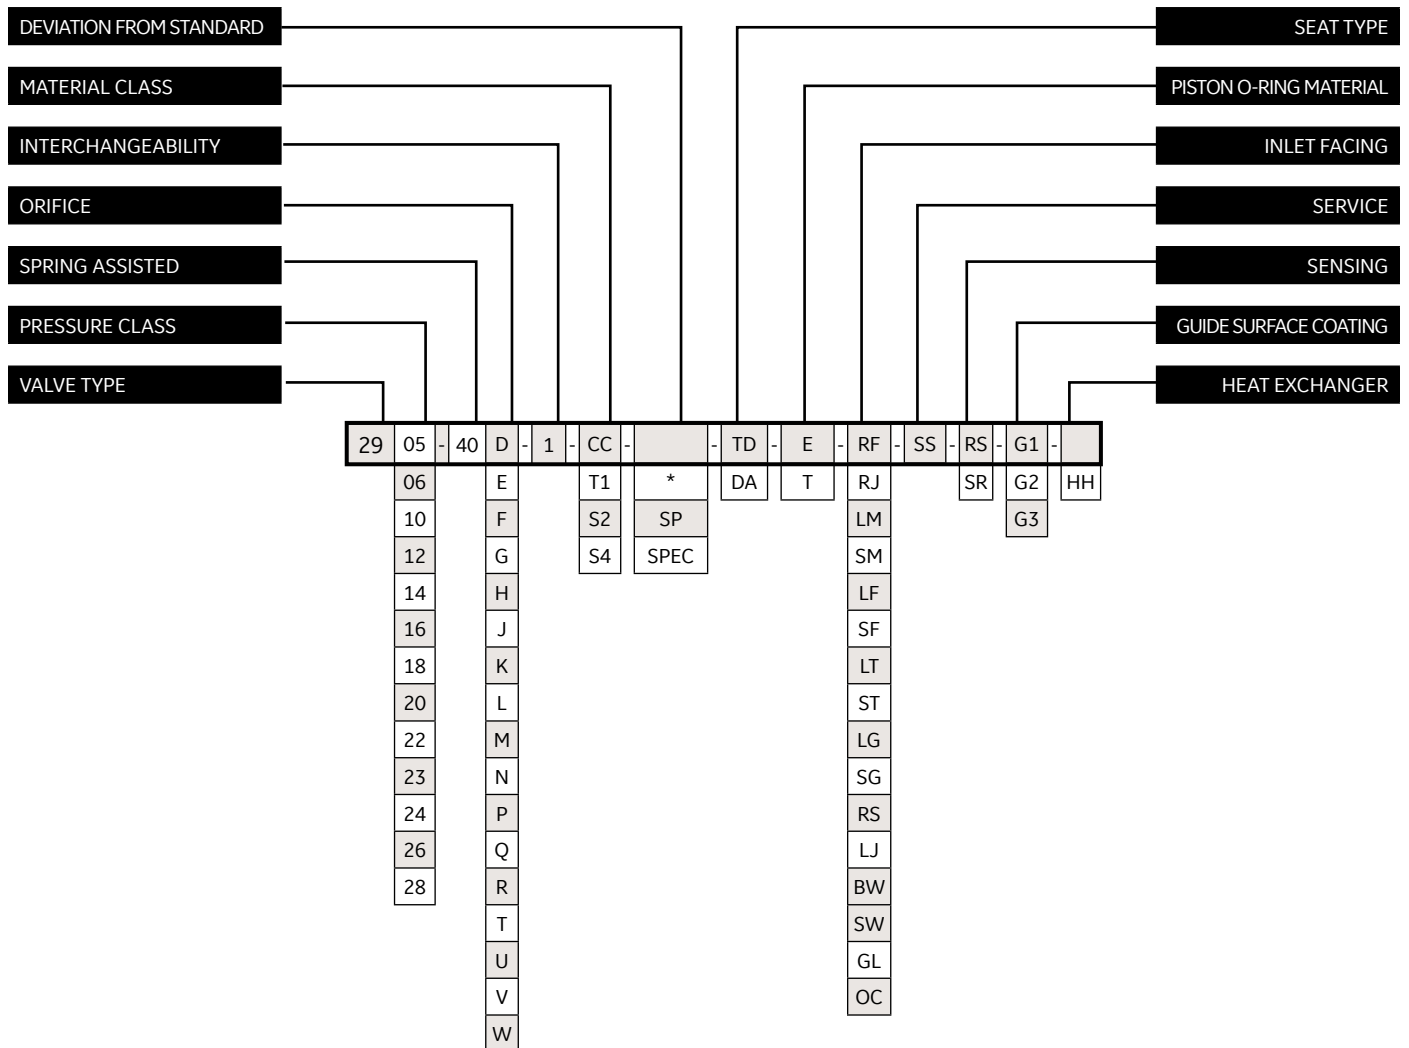 DEVIATION FROM STANDARD SEAT TYPE
MATERIAL CLASS PISTON O-RING MATERIAL
INTERCHANGEABILITY INLET FACING
ORIFICE SERVICE
SPRING ASSISTED SENSING
PRESSURE CLASS GUIDE SURFACE COATING
VALVE TYPE HEAT EXCHANGER
29 05 - 40 D - 1 - CC - - TD - E - RF - SS - RS - G1 -
06 E T1 * DA T RJ SR G2 HH
10 F S2 SP LM G3
12 G S4 SPEC SM
14 H LF
16 J SF
18 K LT
20 L ST
22 M LG
23 N SG
24 P RS
26 Q LJ
28 R BW
T SW
U GL
V OC
W